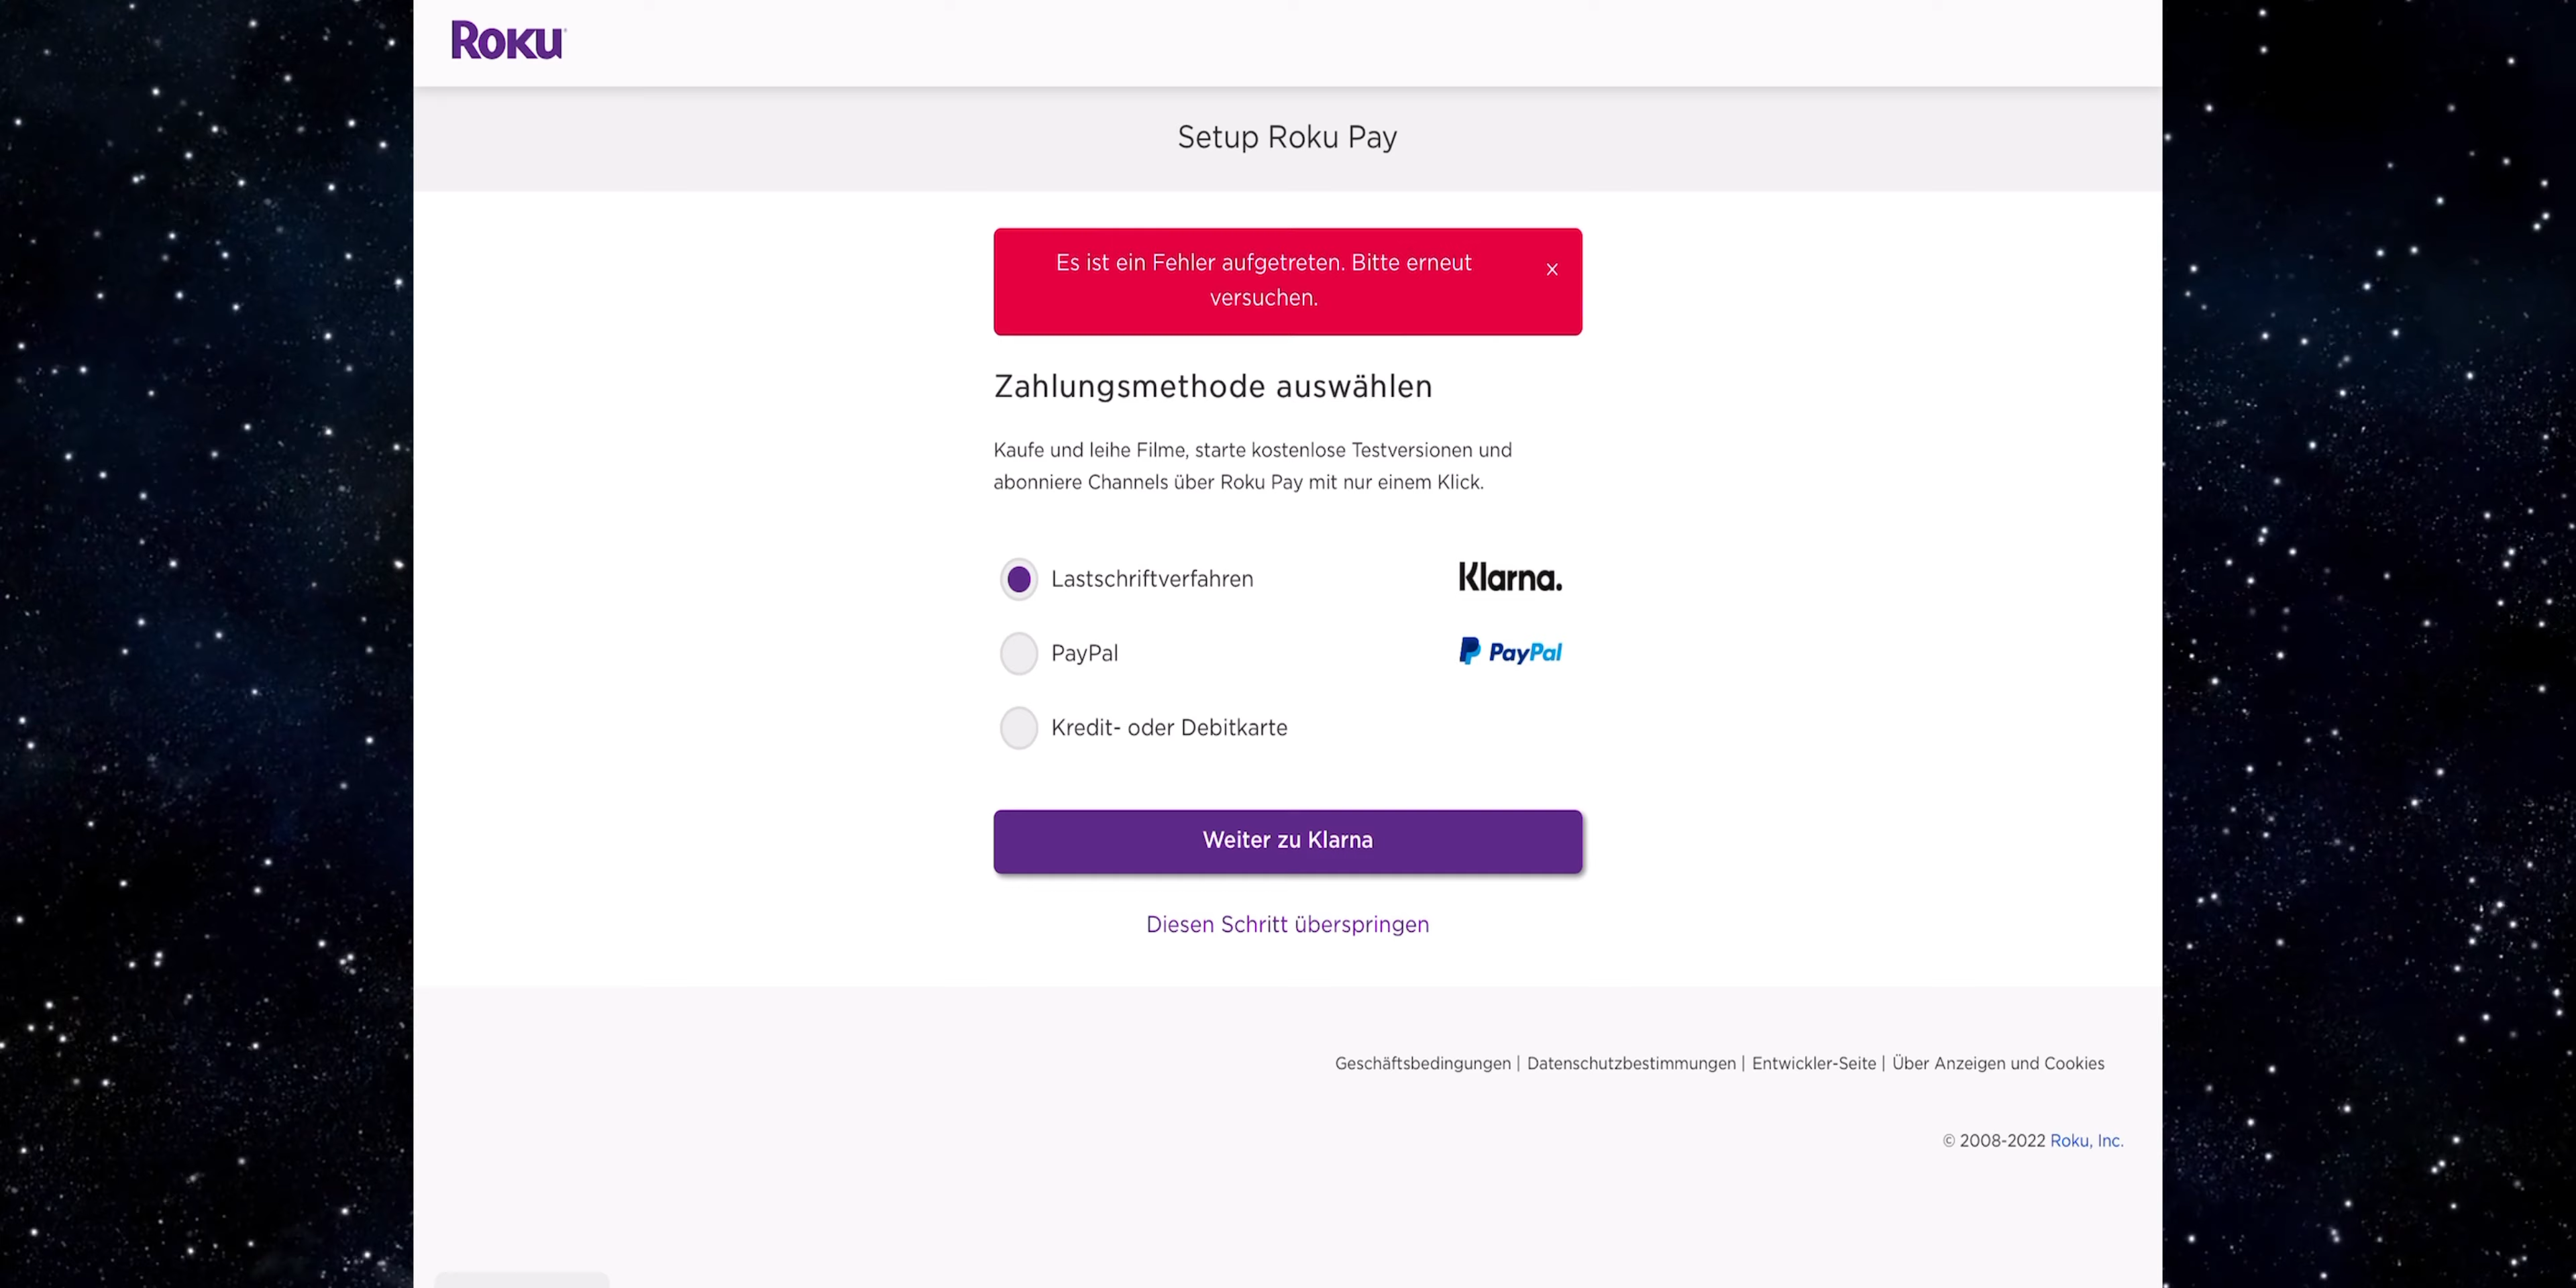 Roku
Setup Roku Pay
Es ist ein Fehler aufgetreten. Bitte erneut
versuchen.
x
Zahlungsmethode auswählen
Kaufe und leihe Filme, starte kostenlose Testversionen und
abonniere Channels über Roku Pay mit nur einem Klick.
Lastschriftverfahren Klarna.
PayPal PayPal
Kredit- oder Debitkarte
Weiter zu Klarna
Diesen Schritt überspringen
Geschäftsbedingungen | Datenschutzbestimmungen | Entwickler-Seite | Über Anzeigen und Cookies
© 2008-2022 Roku, Inc.